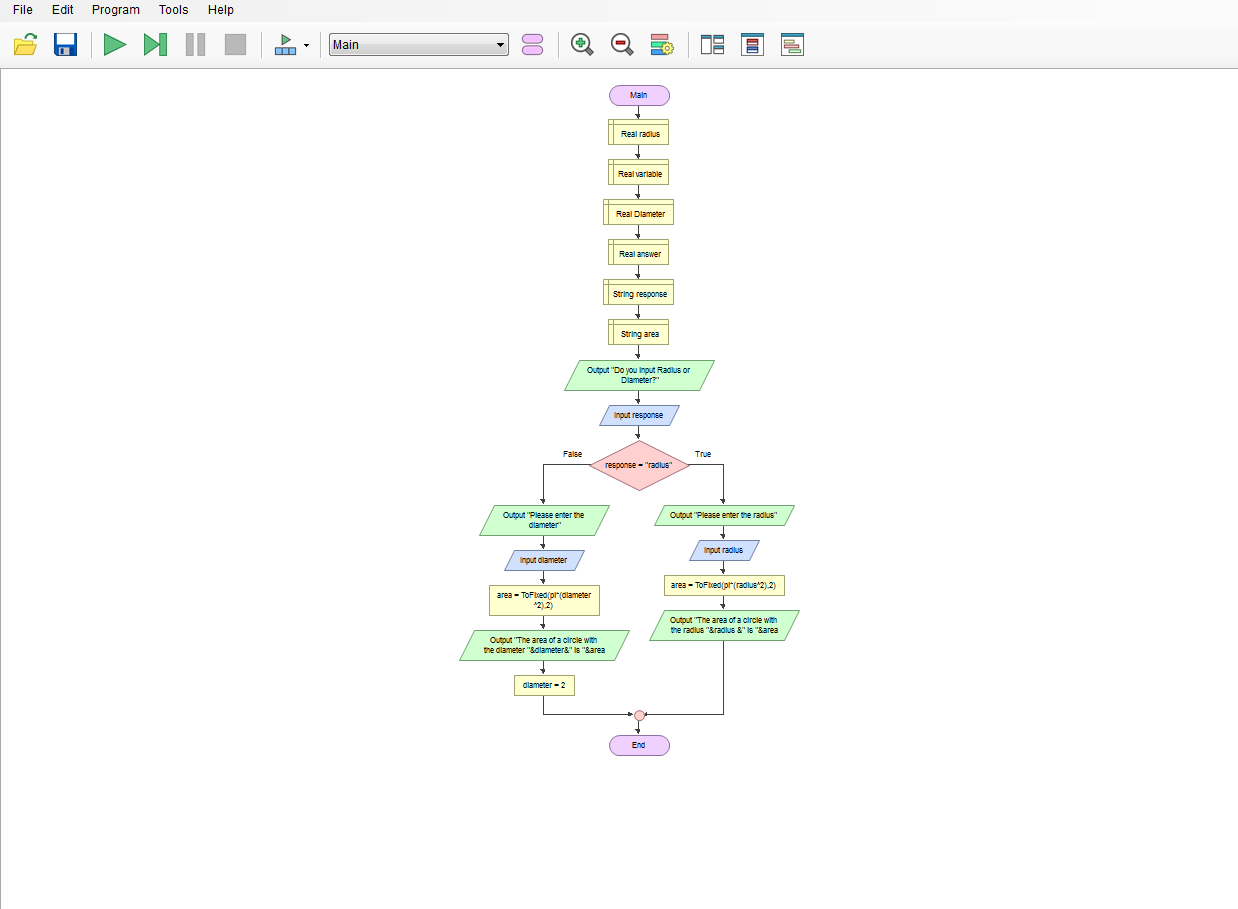 File Edit Program Tools Help
Main
Main
Real radius
Real variable
Real Diameter
Real answer
String response
String area
Output "Do you Input Radius or
Diameter?"
Input response
False
True
response = "radius"
Output "Please enter the
diameter"
Input diameter
area = ToFixed(pi*(diameter
^2),2)
Output "The area of a circle with
the diameter "&diameter&" is "&area
diameter = 2
Output "Please enter the radius"
Input radius
area = ToFixed(pi*(radius^2),2)
Output "The area of a circle with
the radius "&radius &" is "&area
End